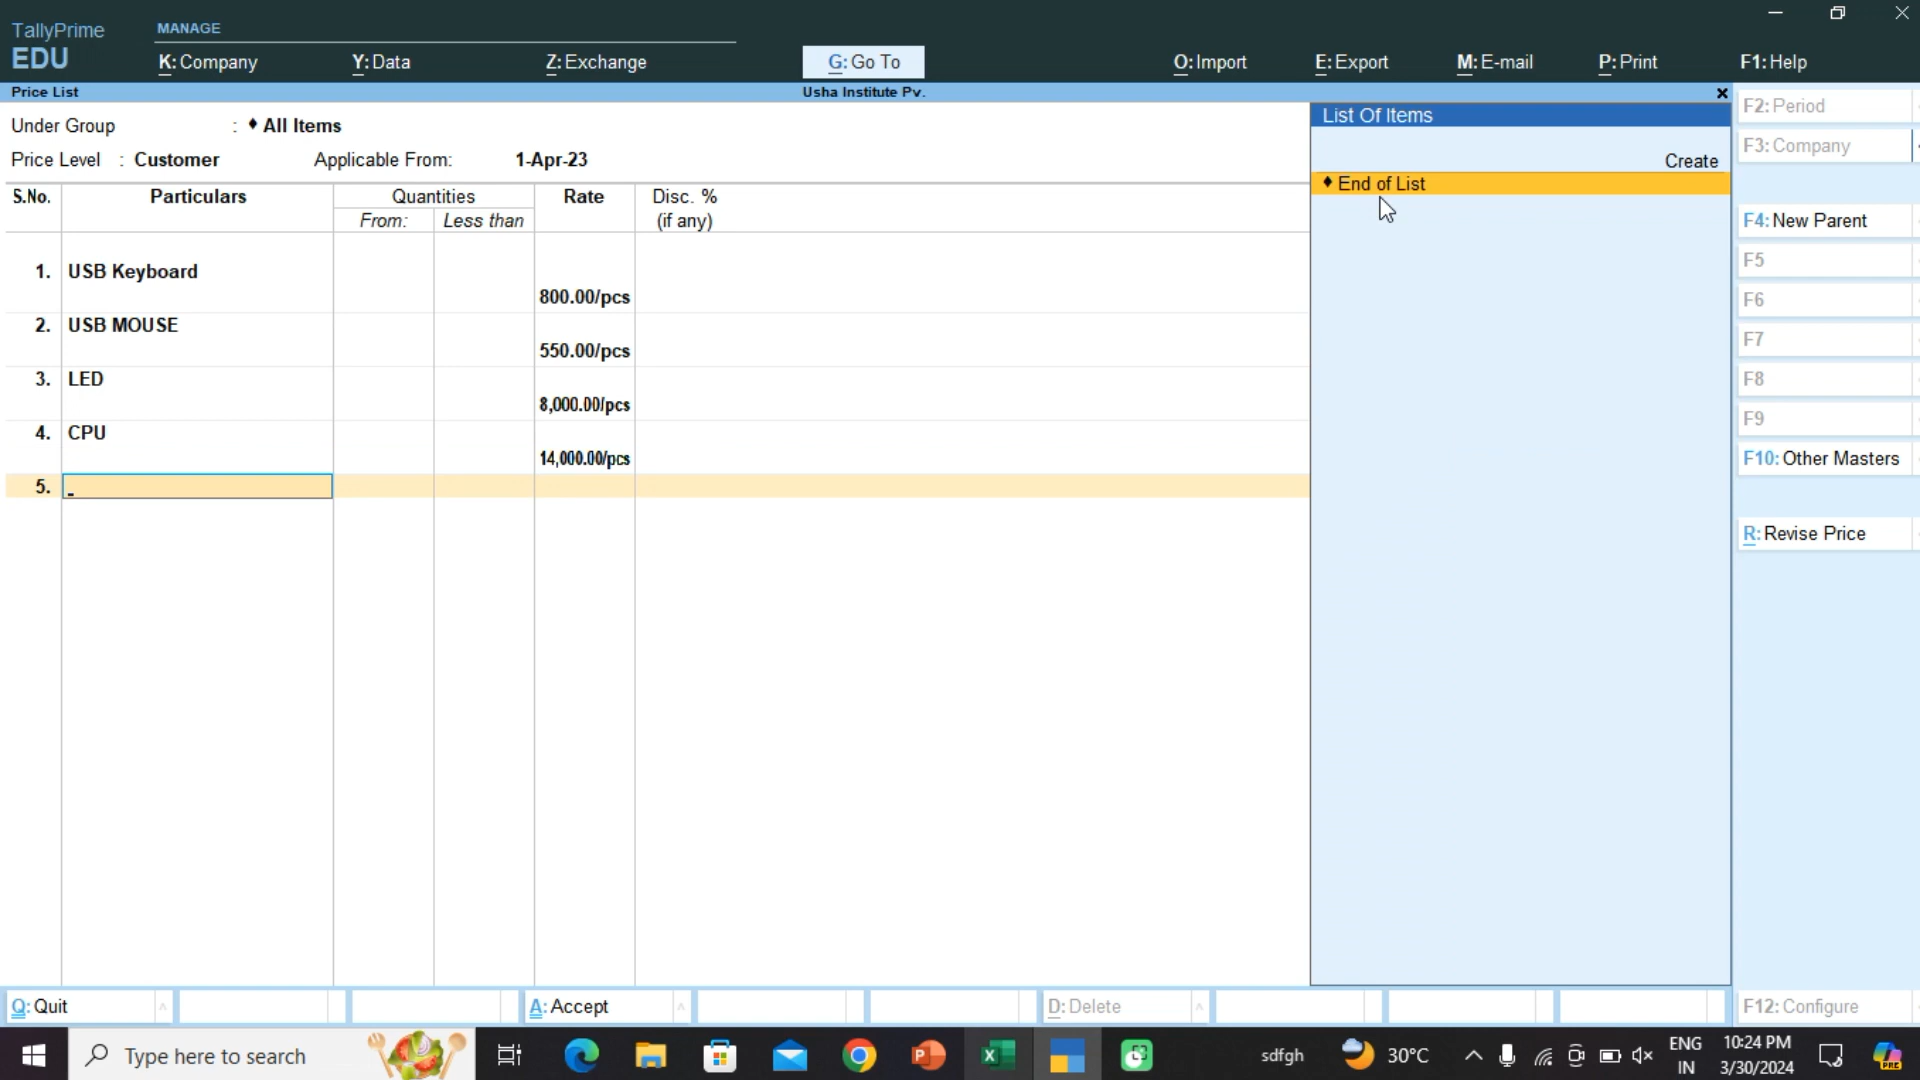 TallyPrime
EDU
MANAGE
K: Company
Y: Data
Z: Exchange
G: Go To
O: Import
E: Export
M: E-mail
P: Print
F1: Help
Price List
Usha Institute Pv.
Under Group : ♦ All Items
Price Level : Customer Applicable From: 1-Apr-23
S.No. Particulars Quantities Rate Disc. %
From: Less than (if any)
1. USB Keyboard
800.00/pcs
2. USB MOUSE
550.00/pcs
3. LED
8,000.00/pcs
4. CPU
14,000.00/pcs
5.
List Of Items
Create
♦ End of List
F2: Period
F3: Company
F4: New Parent
F5
F6
F7
F8
F9
F10: Other Masters
R: Revise Price
F12: Configure
Q: Quit
A: Accept
D: Delete
Type here to search
sdfgh
30°C
ENG
IN
10:24 PM
3/30/2024
PRE